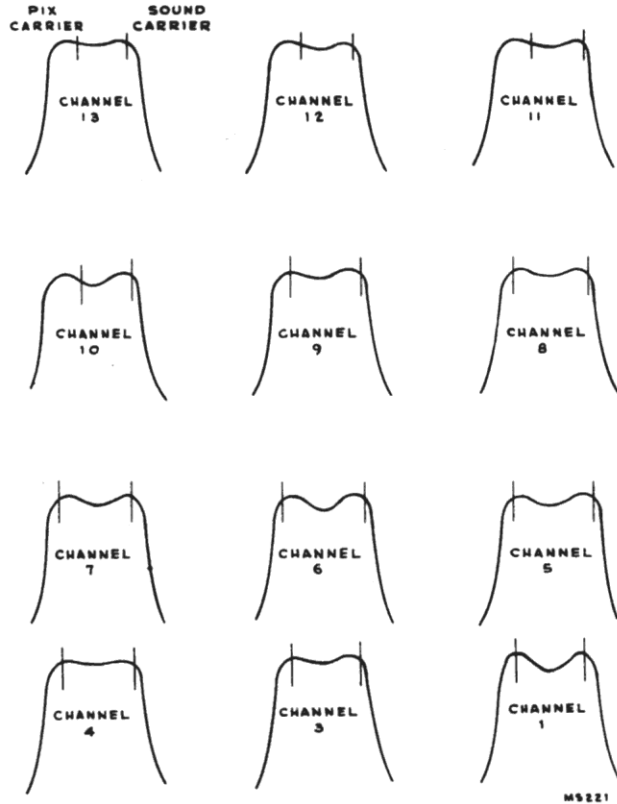 PIX
CARRIER
SOUND
CARRIER
CHANNEL
13
CHANNEL
12
CHANNEL
11
CHANNEL
10
CHANNEL
9
CHANNEL
8
CHANNEL
7
CHANNEL
6
CHANNEL
5
CHANNEL
4
CHANNEL
3
CHANNEL
1
MS221